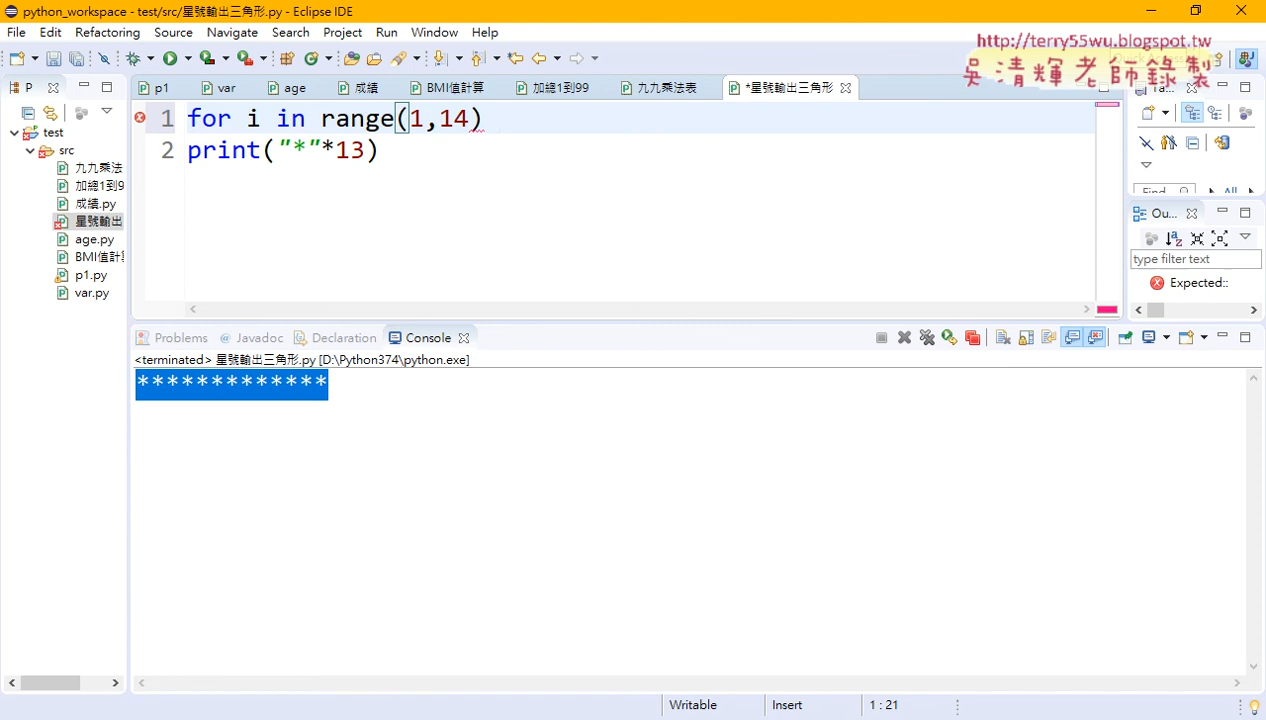 python_workspace - test/src/星號輸出三角形.py - Eclipse IDE
File Edit Refactoring Source Navigate Search Project Run Window Help
http://terry55wu.blogspot.tw
吳清輝老師錄製
P
p1 var age 成績 BMI值計算 加總1到99 九九乘法表 *星號輸出三角形
test
src
九九乘法
加總1到9
成績.py
星號輸出
age.py
BMI值計
p1.py
var.py
1 for i in range(1,14)
2 print("*"*13)
Find All
Ou...
type filter text
Expected::
Problems @ Javadoc Declaration Console
<terminated> 星號輸出三角形.py [D:\Python374\python.exe]
*************
Writable Insert 1 : 21